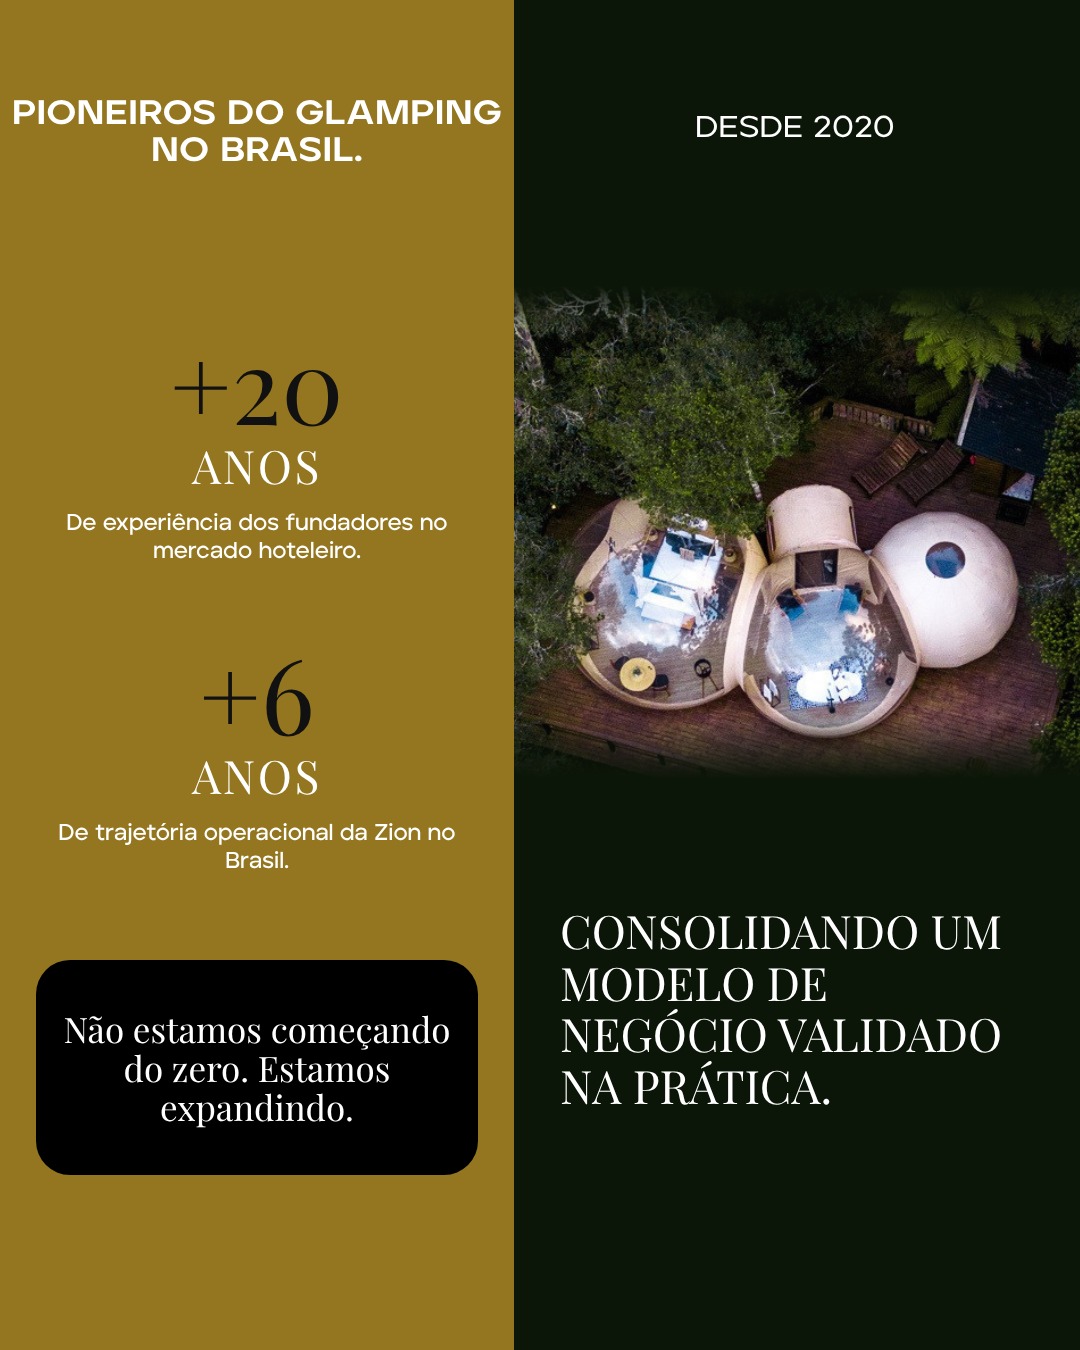 PIONEIROS DO GLAMPING
NO BRASIL.
+20
ANOS
De experiência dos fundadores no
mercado hoteleiro.
+6
ANOS
De trajetória operacional da Zion no
Brasil.
Não estamos começando
do zero. Estamos
expandindo.
DESDE 2020
CONSOLIDANDO UM
MODELO DE
NEGÓCIO VALIDADO
NA PRÁTICA.